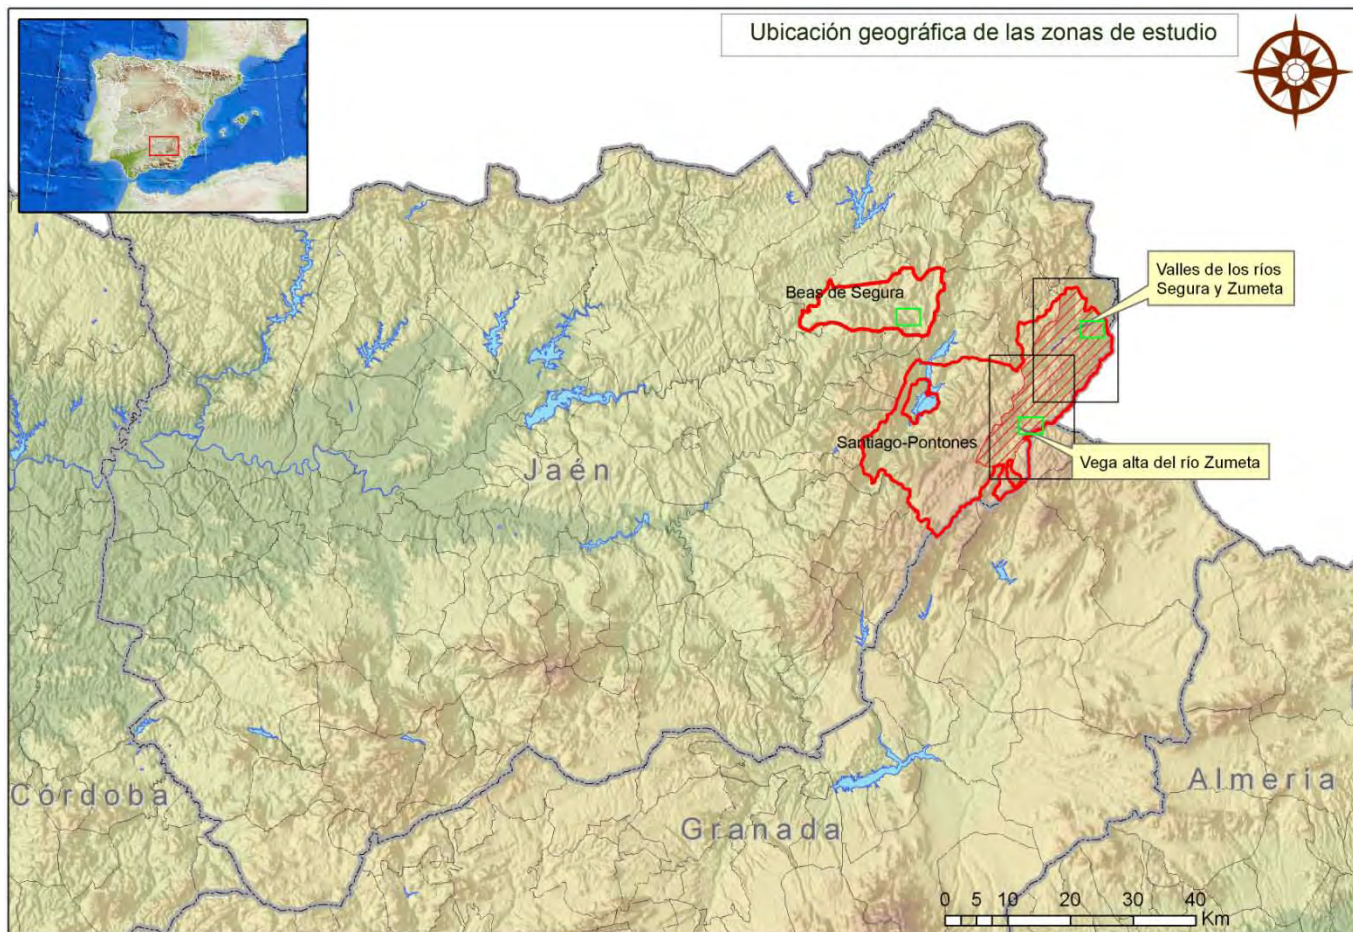 Ubicación geográfica de las zonas de estudio
Valles de los ríos
Segura y Zumeta
Beas de Segura
Santiago-Pontones
Vega alta del río Zumeta
Jaén
Córdoba
Granada
Almeria
0 5 10 20 30 40
Km